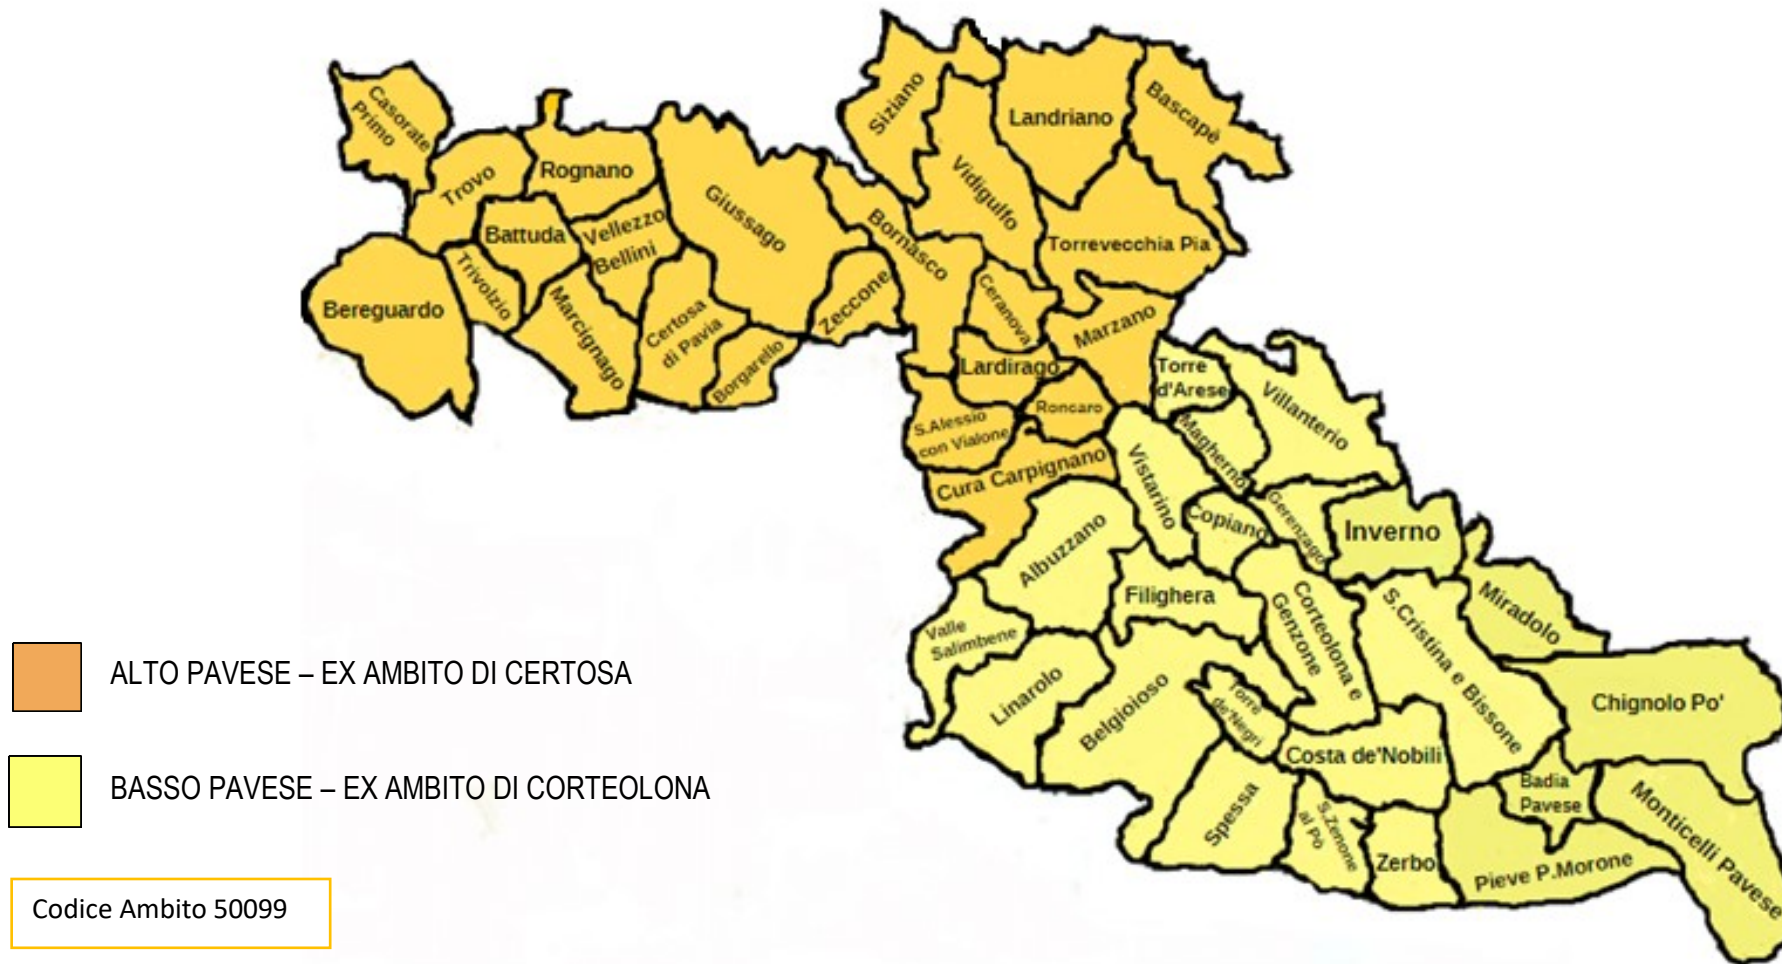 Casorate
Primo
Trovo
Rognano
Battuda
Vellezzo
Bellini
Giussago
Bereguardo
Trivolzio
Marcignago
Certosa
di Pavia
Borgarello
Zeccone
Bornasco
Siziano
Vidigulfo
Landriano
Bascapè
Torrevecchia Pia
Ceranova
Marzano
Lardirago
Roncaro
S.Alessio
con Vialone
Cura Carpignano
Torre
d'Arese
Villanterio
Magherno
Vistarino
Copiano
Gerenzago
Inverno
Miradolo
Albuzzano
Filighera
Corteolona e
Genzone
S.Cristina e Bissone
Valle
Salimbene
Linarolo
Belgioioso
Torre
de'Negri
Costa de'Nobili
Chignolo Po'
Badia
Pavese
Spessa
S.Zenone
al Pò
Zerbo
Pieve P.Morone
Monticelli Pavese
ALTO PAVESE – EX AMBITO DI CERTOSA
BASSO PAVESE – EX AMBITO DI CORTEOLONA
Codice Ambito 50099